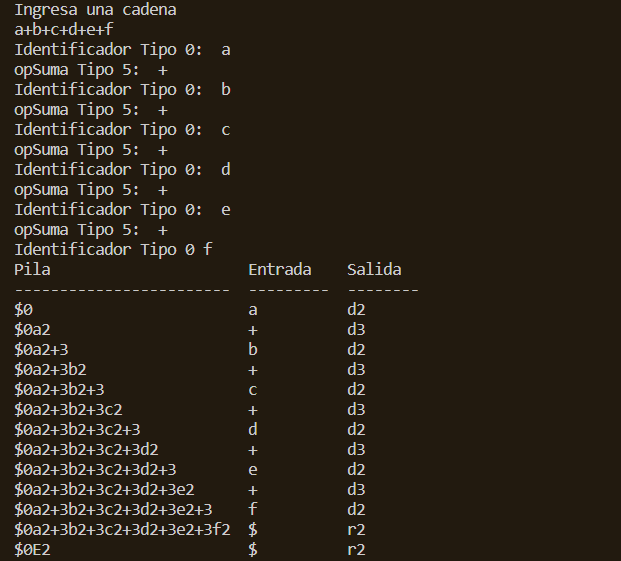 Ingresa una cadena
a+b+c+d+e+f
Identificador Tipo 0:  a
opSuma Tipo 5:  +
Identificador Tipo 0:  b
opSuma Tipo 5:  +
Identificador Tipo 0:  c
opSuma Tipo 5:  +
Identificador Tipo 0:  d
opSuma Tipo 5:  +
Identificador Tipo 0:  e
opSuma Tipo 5:  +
Identificador Tipo 0 f
Pila                      Entrada    Salida
------------------------  ---------  --------
$0                        a          d2
$0a2                      +          d3
$0a2+3                    b          d2
$0a2+3b2                  +          d3
$0a2+3b2+3                c          d2
$0a2+3b2+3c2              +          d3
$0a2+3b2+3c2+3            d          d2
$0a2+3b2+3c2+3d2          +          d3
$0a2+3b2+3c2+3d2+3        e          d2
$0a2+3b2+3c2+3d2+3e2      +          d3
$0a2+3b2+3c2+3d2+3e2+3    f          d2
$0a2+3b2+3c2+3d2+3e2+3f2  $          r2
$0E2                      $          r2